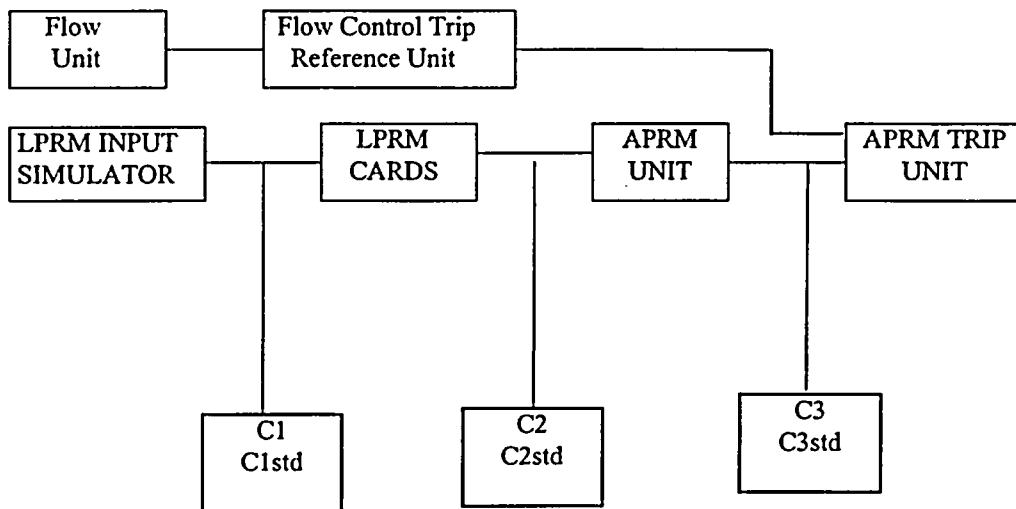 Flow
Unit
Flow Control Trip
Reference Unit
LPRM INPUT
SIMULATOR
LPRM
CARDS
APRM
UNIT
APRM TRIP
UNIT
C1
C1std
C2
C2std
C3
C3std